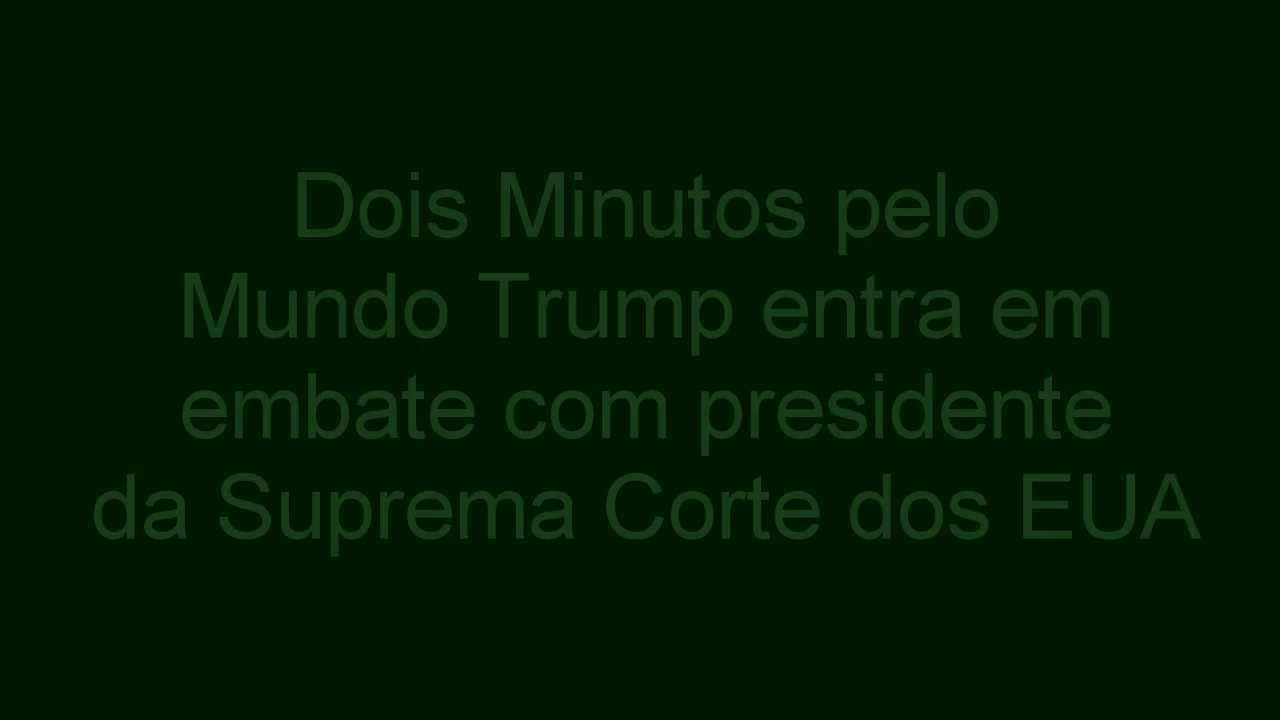 Dois Minutos pelo
Mundo Trump entra em
embate com presidente
da Suprema Corte dos EUA